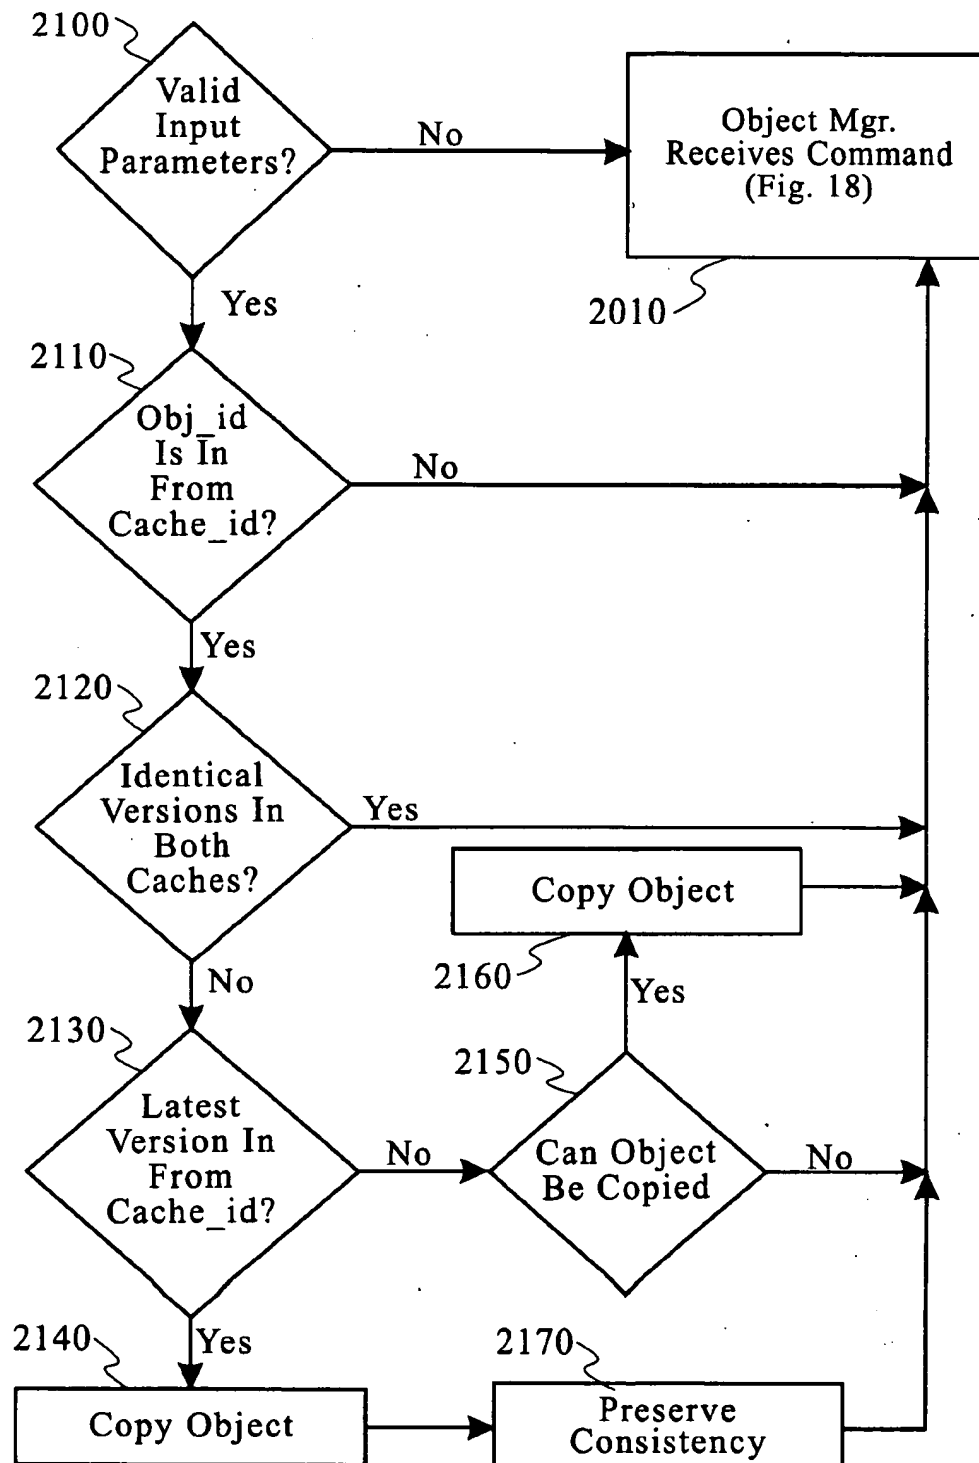 2100
Valid
Input
Parameters?
No
Object Mgr.
Receives Command
(Fig. 18)
2010
Yes
2110
Obj_id
Is In
From
Cache_id?
No
Yes
2120
Identical
Versions In
Both
Caches?
Yes
Copy Object
2160
No
Yes
2130
Latest
Version In
From
Cache_id?
No
2150
Can Object
Be Copied
No
Yes
2140
Copy Object
2170
Preserve
Consistency